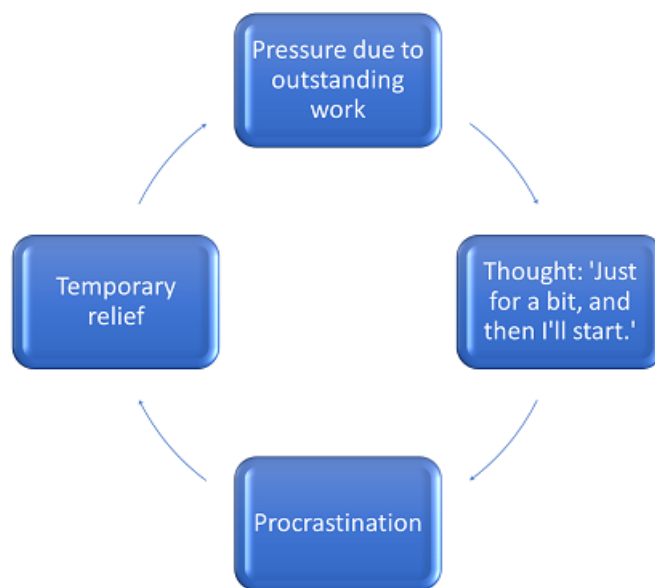 Pressure due to
outstanding
work
Thought: 'Just
for a bit, and
then I'll start.'
Procrastination
Temporary
relief